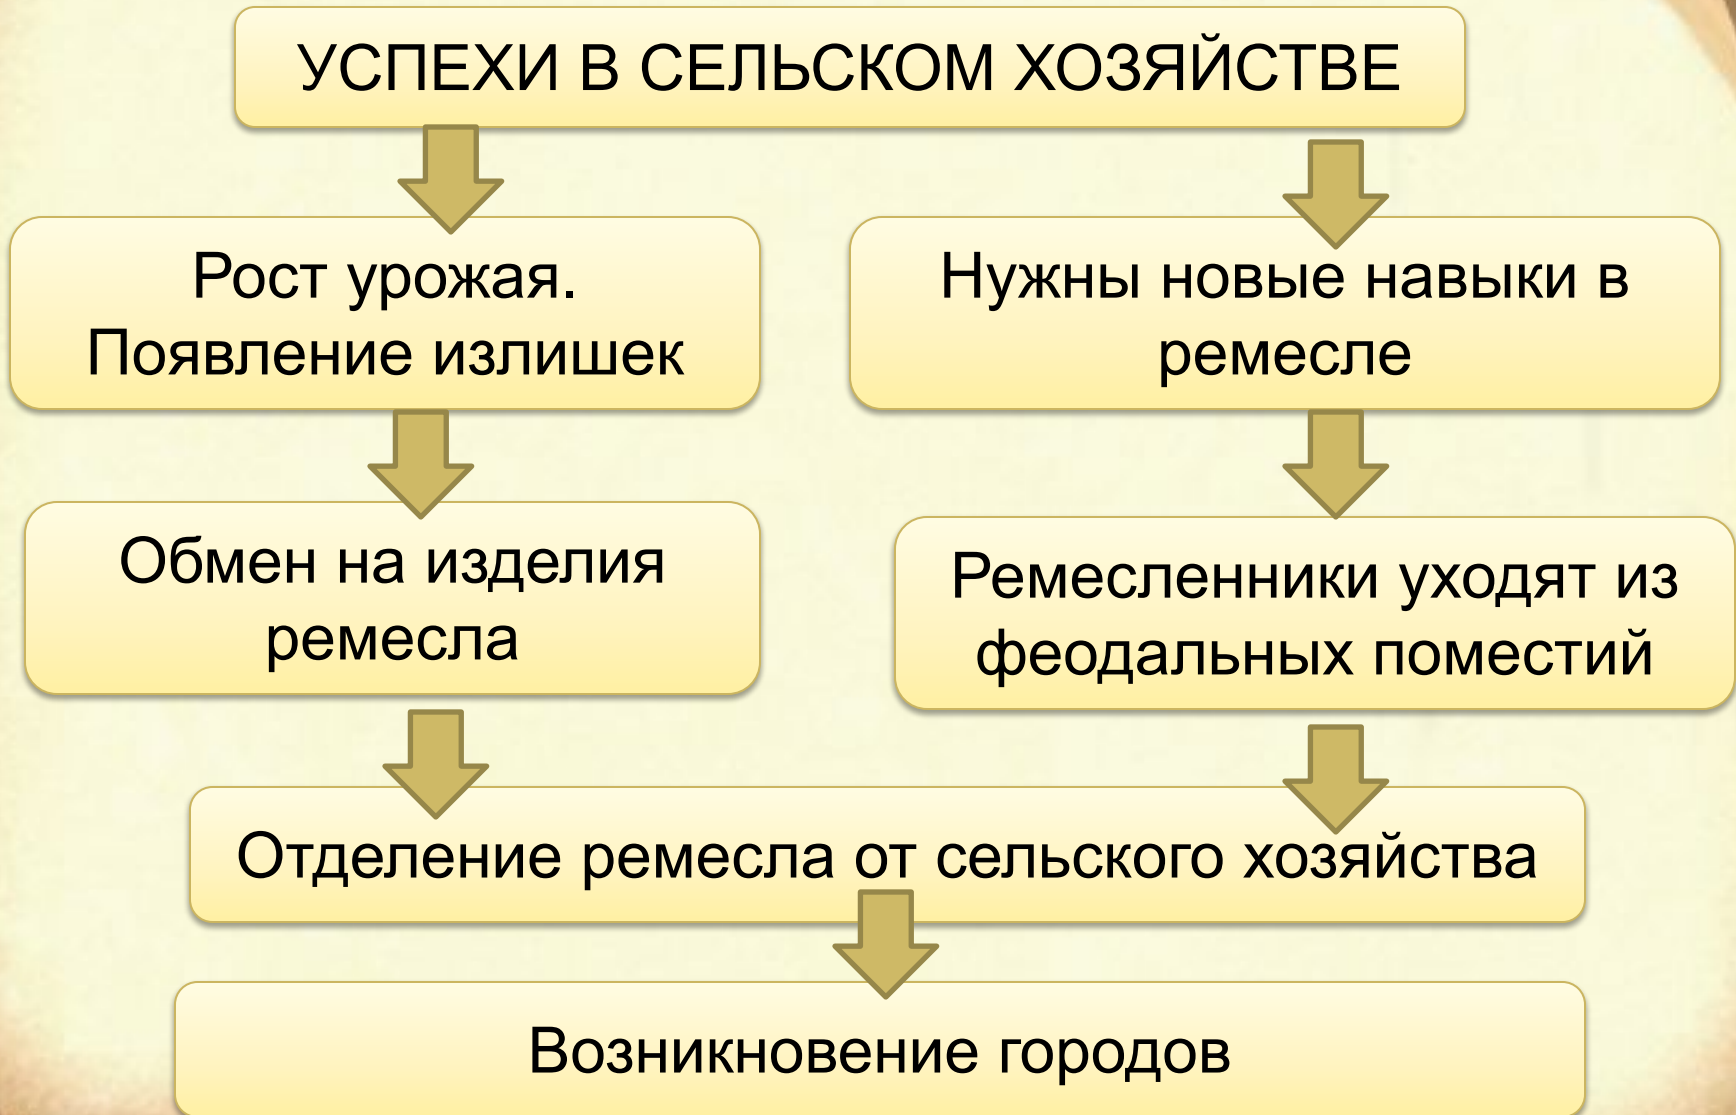 УСПЕХИ В СЕЛЬСКОМ ХОЗЯЙСТВЕ
Рост урожая.
Появление излишек
Нужны новые навыки в
ремесле
Обмен на изделия
ремесла
Ремесленники уходят из
феодальных поместий
Отделение ремесла от сельского хозяйства
Возникновение городов